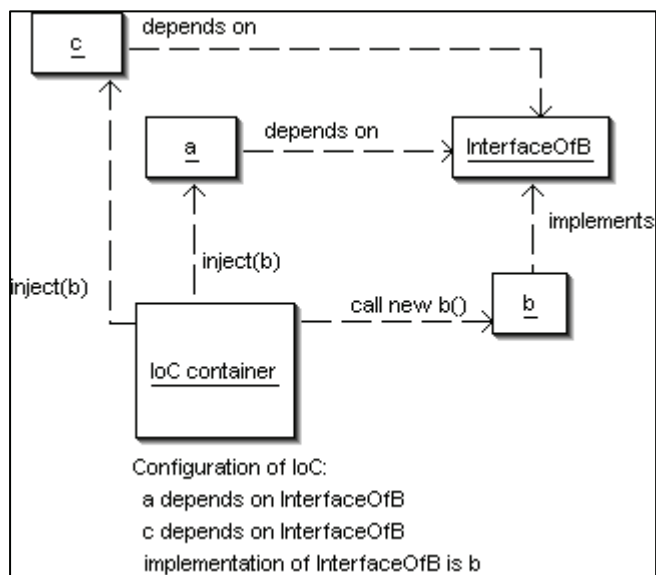 depends on
c
depends on
a
InterfaceOfB
implements
inject(b)
inject(b)
call new b()
b
IoC container
Configuration of IoC:
a depends on InterfaceOfB
c depends on InterfaceOfB
implementation of InterfaceOfB is b